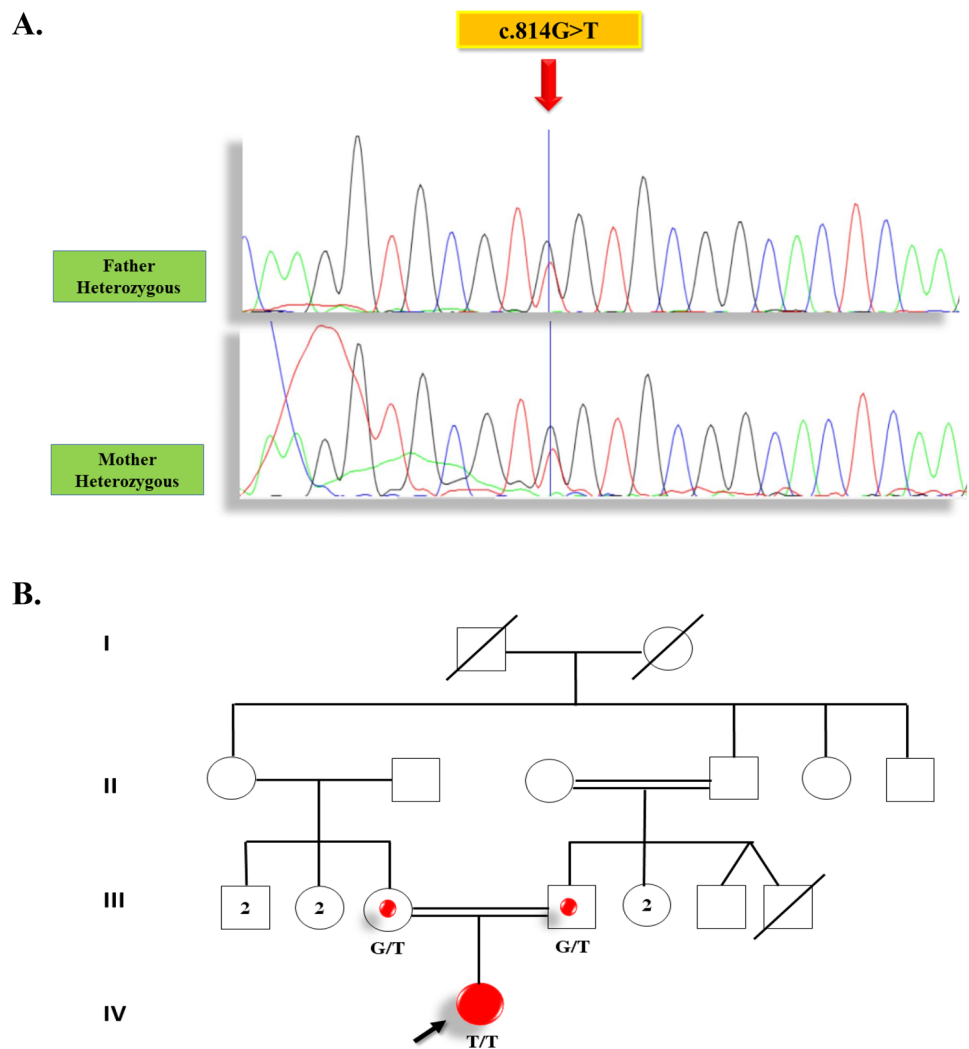 A.
c.814G>T
Father
Heterozygous
Mother
Heterozygous
B.
I
II
III
2
2
2
G/T
G/T
IV
T/T